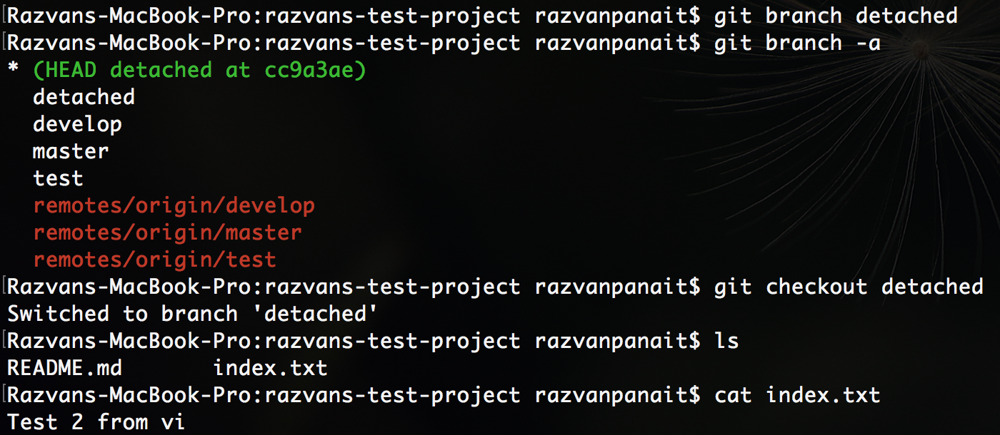 [Razvans-MacBook-Pro:razvans-test-project razvanpanait$ git branch detached
[Razvans-MacBook-Pro:razvans-test-project razvanpanait$ git branch -a
* (HEAD detached at cc9a3ae)
  detached
  develop
  master
  test
  remotes/origin/develop
  remotes/origin/master
  remotes/origin/test
[Razvans-MacBook-Pro:razvans-test-project razvanpanait$ git checkout detached
Switched to branch 'detached'
[Razvans-MacBook-Pro:razvans-test-project razvanpanait$ ls
README.md       index.txt
[Razvans-MacBook-Pro:razvans-test-project razvanpanait$ cat index.txt
Test 2 from vi